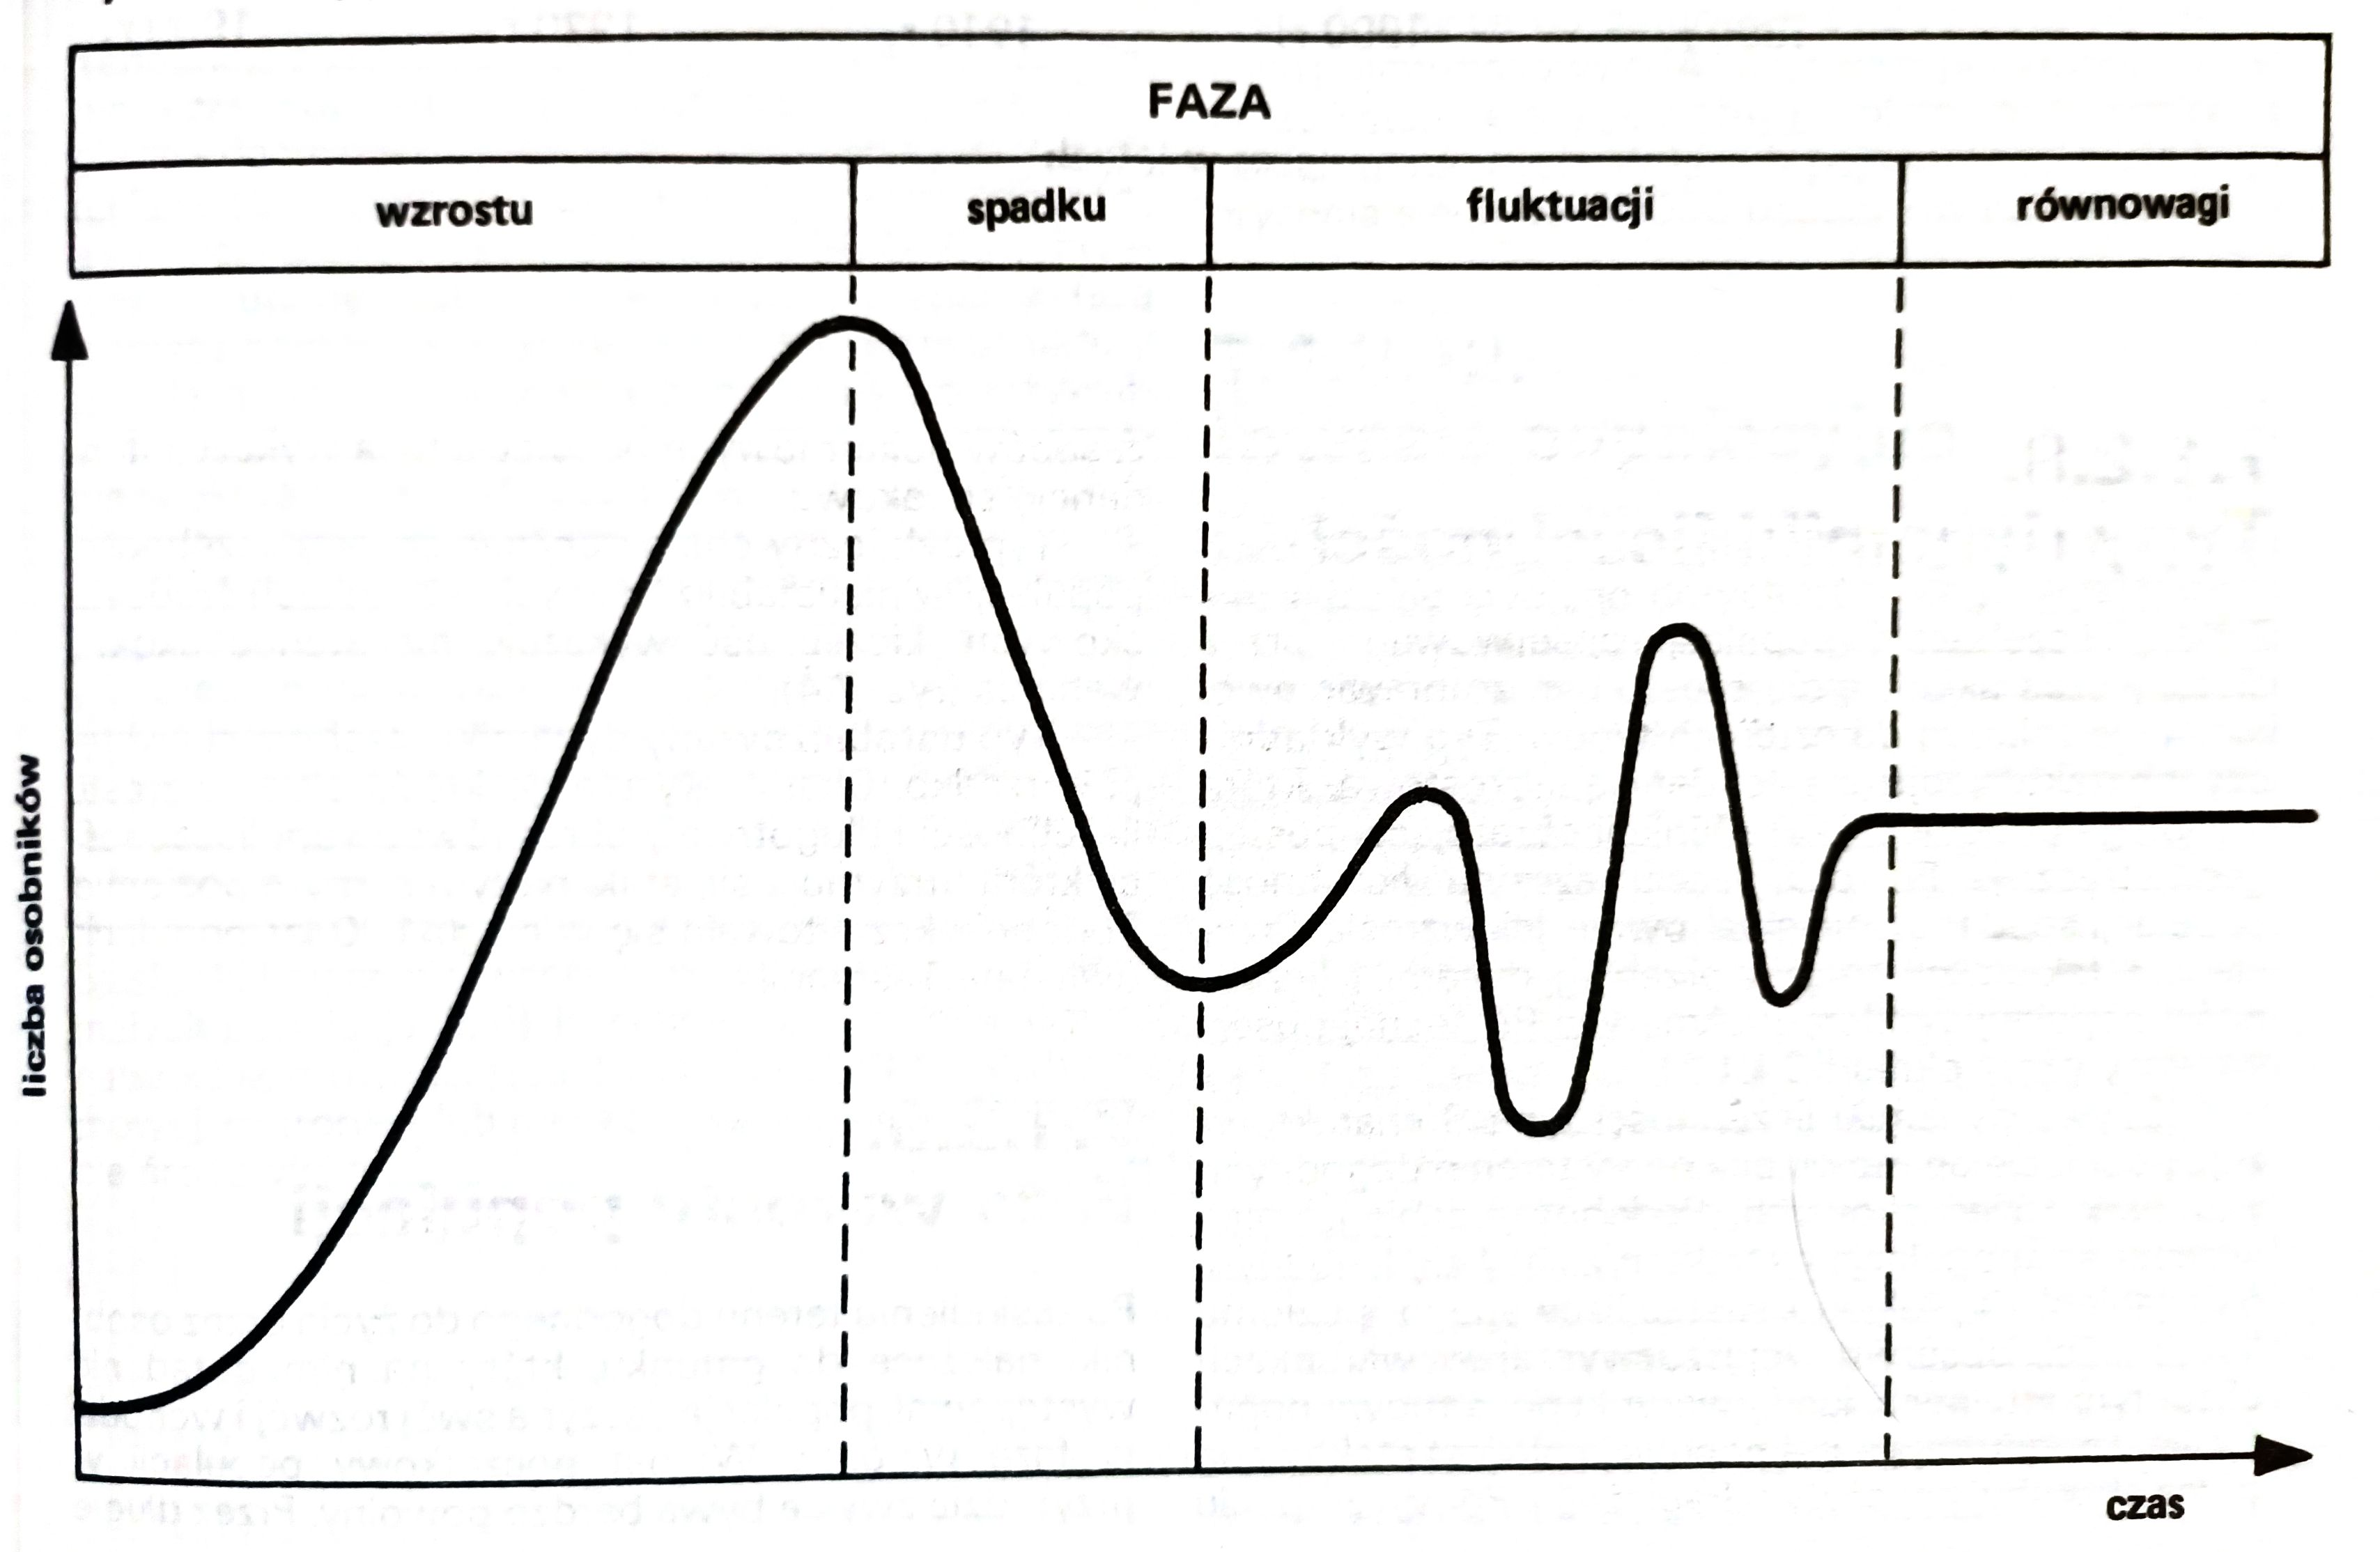 FAZA
wzrostu
spadku
fluktuacji
równowagi
liczba osobników
czas